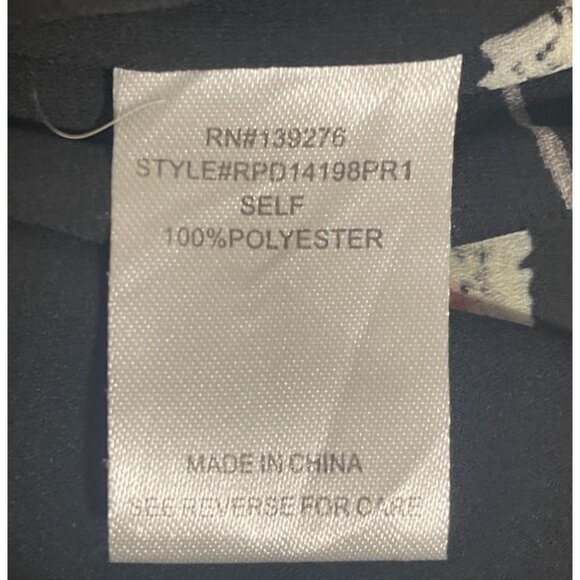 RN#139276
STYLE#RPD14198PR1
SELF
100%POLYESTER
MADE IN CHINA
SEE REVERSE FOR CARE